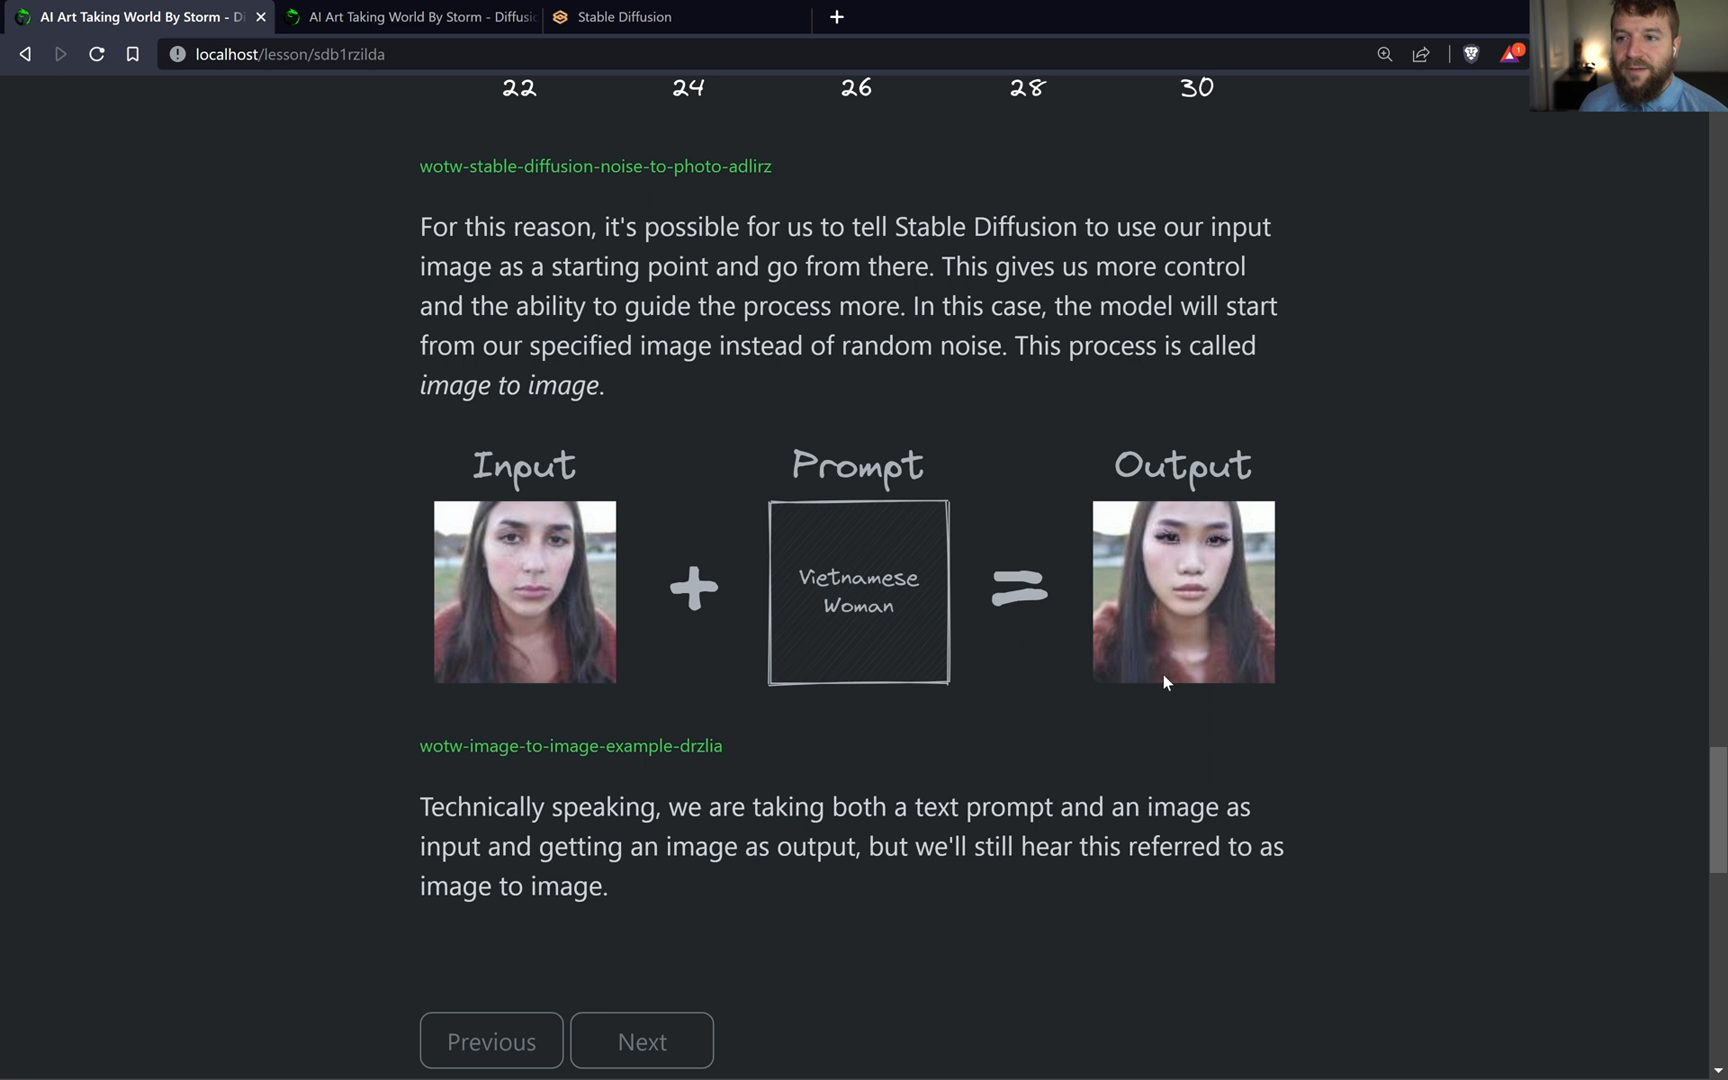 AI Art Taking World By Storm - Di
AI Art Taking World By Storm - Diffusi
Stable Diffusion
localhost/lesson/sdb1rzilda
1
22 24 26 28 30
wotw-stable-diffusion-noise-to-photo-adlirz
For this reason, it's possible for us to tell Stable Diffusion to use our input
image as a starting point and go from there. This gives us more control
and the ability to guide the process more. In this case, the model will start
from our specified image instead of random noise. This process is called
image to image.
Input Prompt Output
+ Vietnamese =
Woman
wotw-image-to-image-example-drzlia
Technically speaking, we are taking both a text prompt and an image as
input and getting an image as output, but we'll still hear this referred to as
image to image.
Previous Next